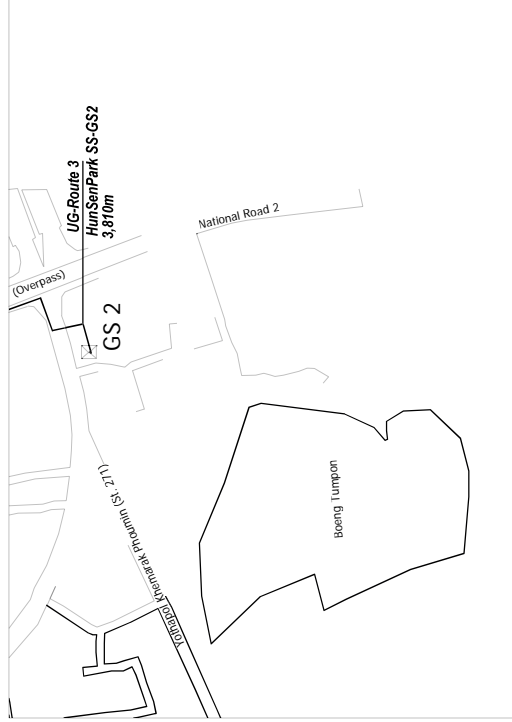 UG-Route 3
HunSenPark SS-GS2
3,810m
National Road 2
(Overpass)
GS 2
Yothapol Khemarak Phoumin (St. 271)
Boeng Tumpon